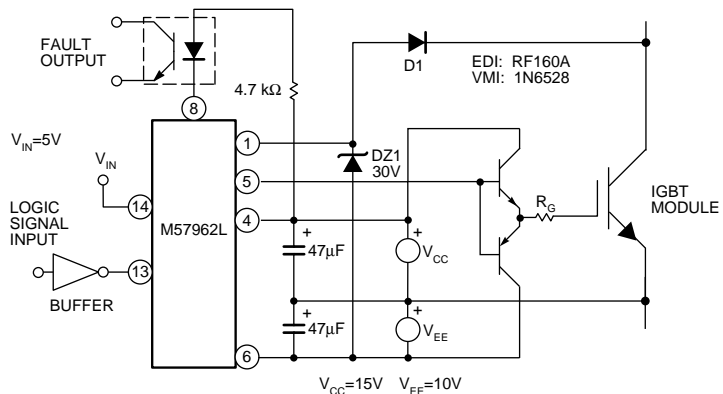 FAULT
OUTPUT
8
4.7 kΩ
D1
EDI: RF160A
VMI: 1N6528
V_IN=5V
V_IN
14
LOGIC
SIGNAL
INPUT
13
BUFFER
M57962L
1
5
4
6
DZ1
30V
+
47μF
+
47μF
+
V_CC
+
V_EE
R_G
IGBT
MODULE
V_CC=15V V_EE=10V